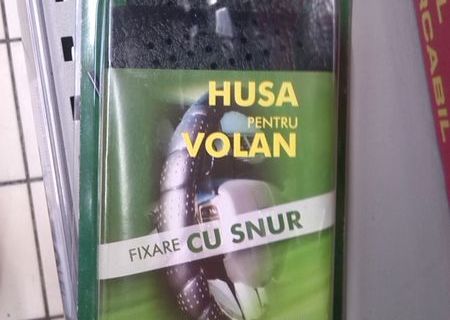 HUSA
PENTRU
VOLAN
FIXARE CU SNUR